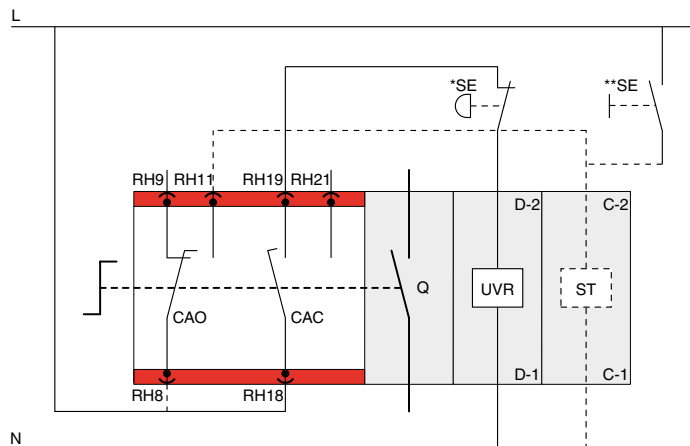 L
*SE
**SE
RH9 RH11 RH19 RH21
D-2
C-2
Q
UVR
ST
CAO
CAC
D-1
C-1
RH8
RH18
N